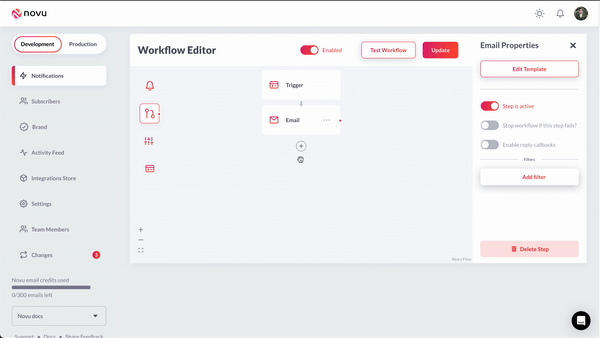 novu
Development
Production
Notifications
Subscribers
Brand
Activity Feed
Integrations Store
Settings
Team Members
Changes
3
Novu email credits used
0/300 emails left
Novu docs
Support • Docs • Share Feedback
Workflow Editor
Enabled
Test Workflow
Update
Trigger
Email
React Flow
Email Properties
Edit Template
Step is active
Stop workflow if this step fails?
Enable reply callbacks
Filters
Add filter
Delete Step